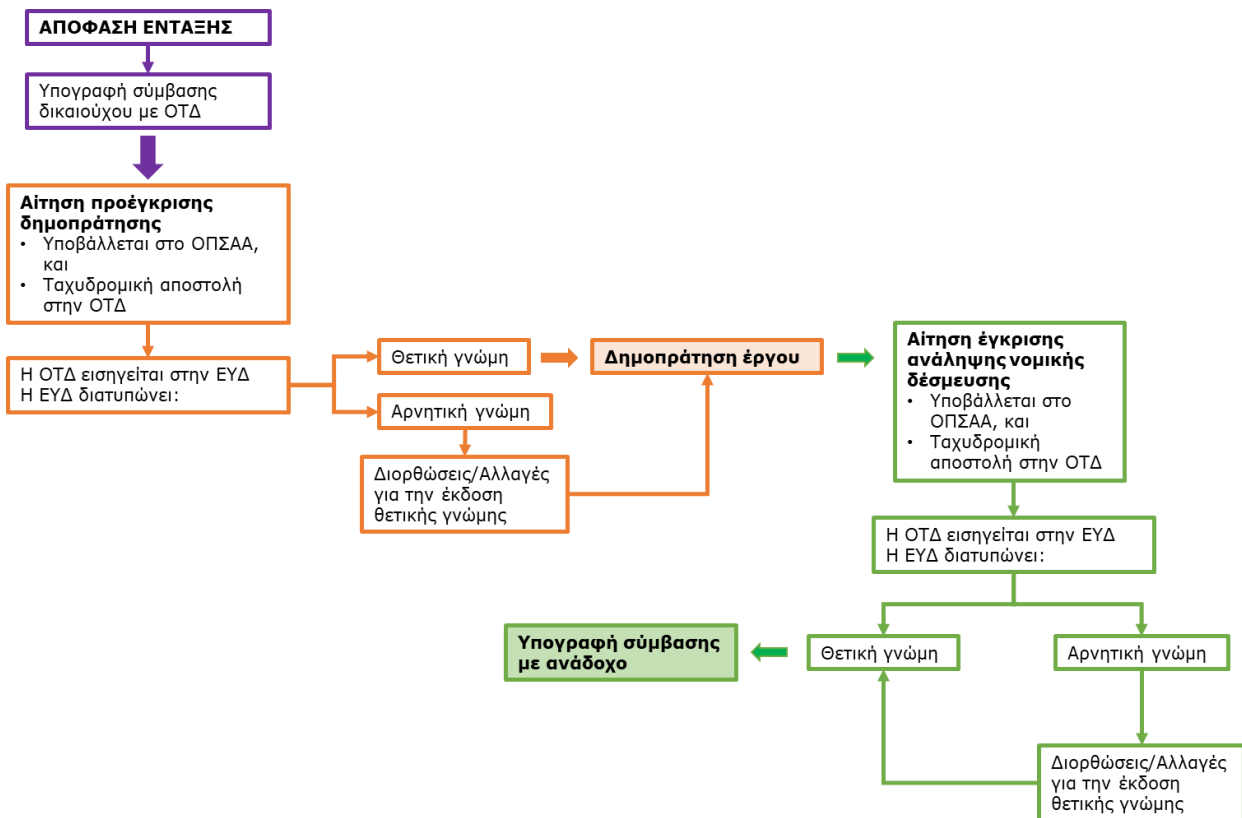 ΑΠΟΦΑΣΗ ΕΝΤΑΞΗΣ
Υπογραφή σύμβασης
δικαιούχου με ΟΤΔ
Αίτηση προέγκρισης
δημοπράτησης
• Υποβάλλεται στο ΟΠΣΑΑ,
και
• Ταχυδρομική αποστολή
στην ΟΤΔ
Η ΟΤΔ εισηγείται στην ΕΥΔ
Η ΕΥΔ διατυπώνει:
Θετική γνώμη
Αρνητική γνώμη
Διορθώσεις/Αλλαγές
για την έκδοση
θετικής γνώμης
Δημοπράτηση έργου
Αίτηση έγκρισης
ανάληψης νομικής
δέσμευσης
• Υποβάλλεται στο
ΟΠΣΑΑ, και
• Ταχυδρομική
αποστολή στην ΟΤΔ
Η ΟΤΔ εισηγείται στην ΕΥΔ
Η ΕΥΔ διατυπώνει:
Θετική γνώμη
Αρνητική γνώμη
Υπογραφή σύμβασης
με ανάδοχο
Διορθώσεις/Αλλαγές
για την έκδοση
θετικής γνώμης